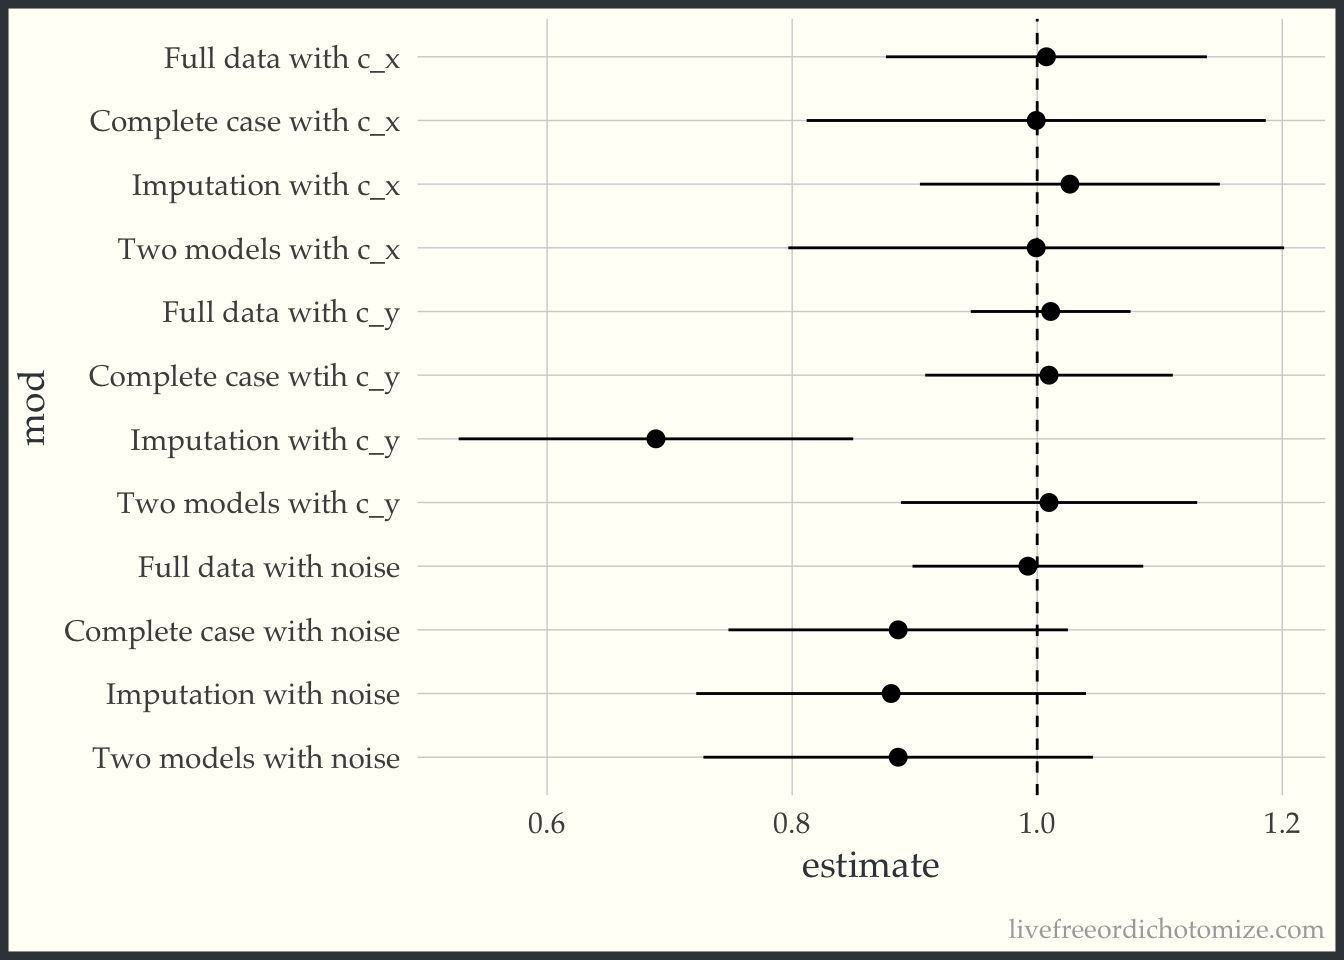 Full data with c_x
Complete case with c_x
Imputation with c_x
Two models with c_x
Full data with c_y
Complete case wtih c_y
Imputation with c_y
Two models with c_y
Full data with noise
Complete case with noise
Imputation with noise
Two models with noise
mod
0.6 0.8 1.0 1.2
estimate
livefreeordichotomize.com